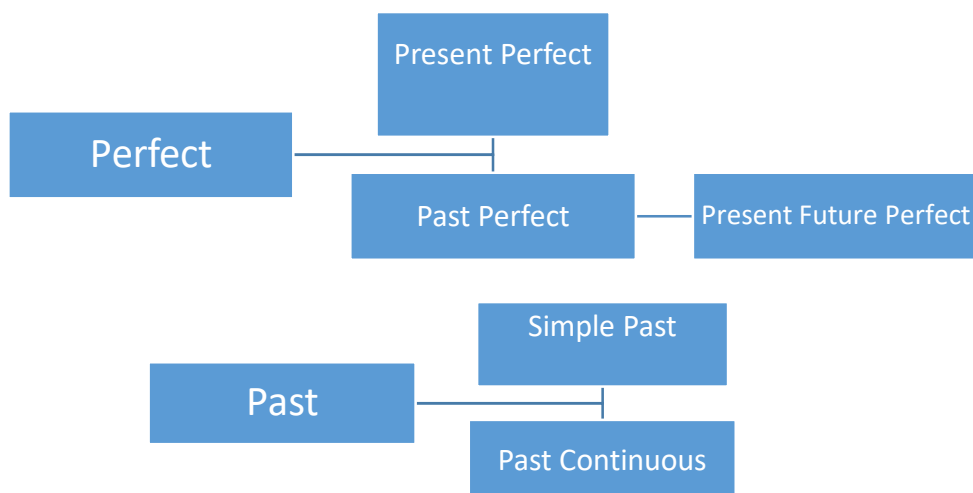 Present Perfect
Perfect
Past Perfect
Present Future Perfect
Simple Past
Past
Past Continuous